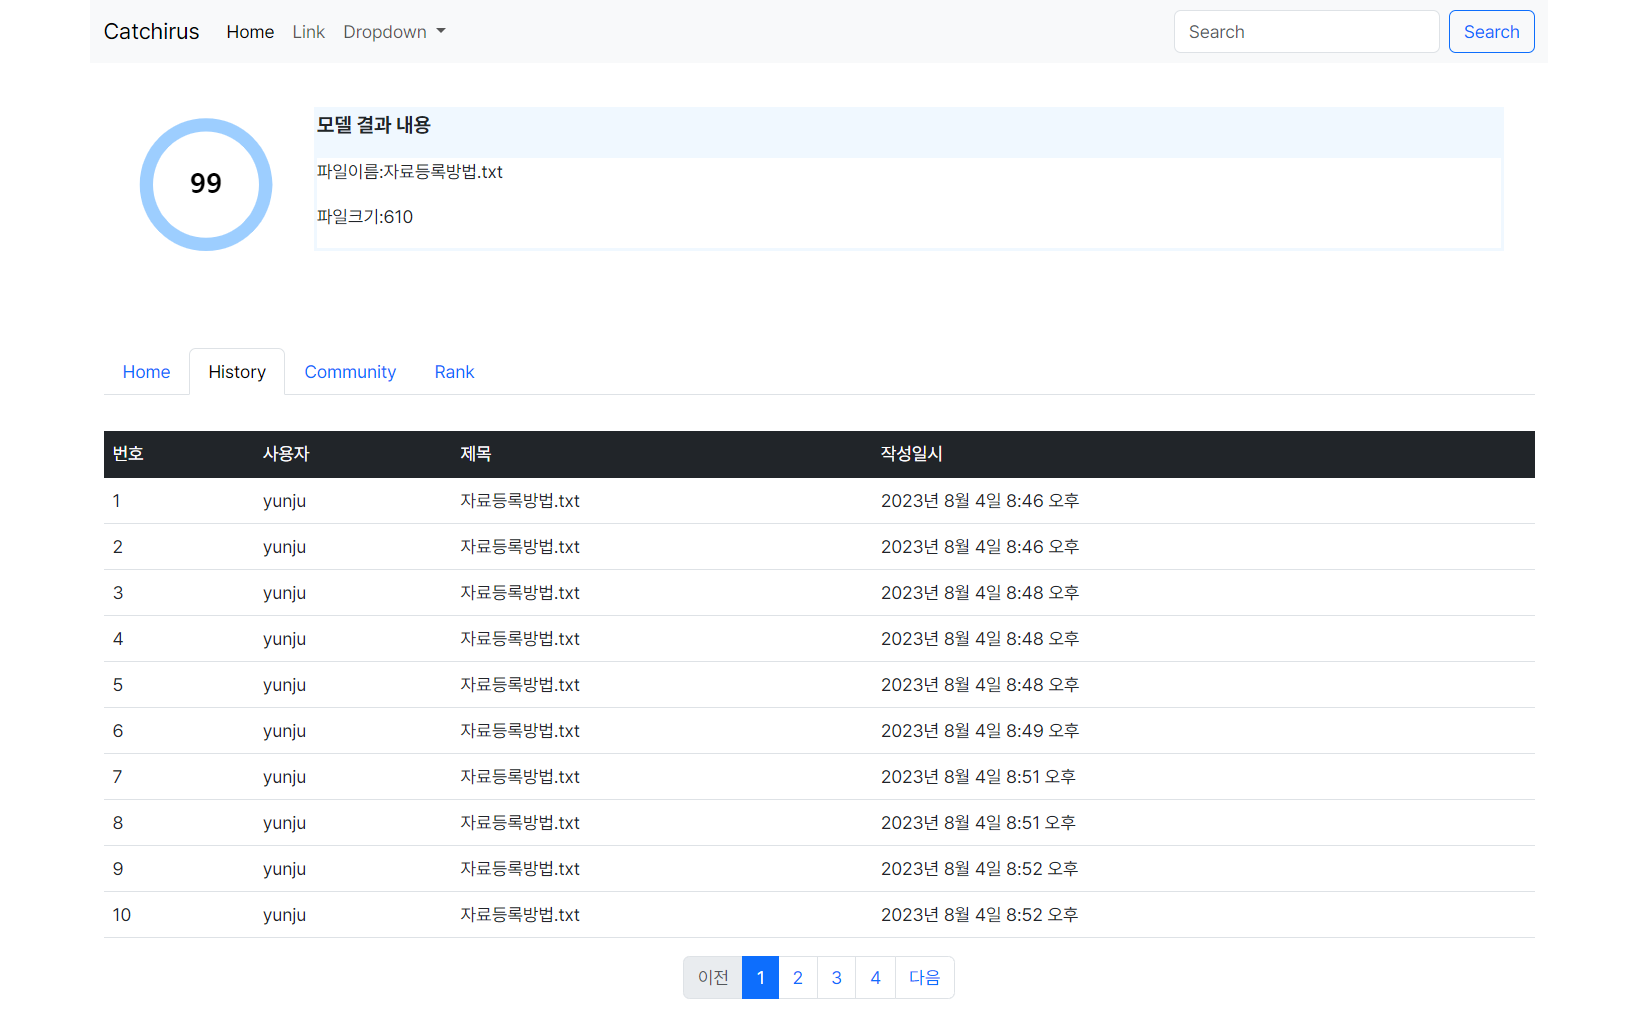 Catchirus Home Link Dropdown Search Search
모델 결과 내용
99
파일이름:자료등록방법.txt
파일크기:610
Home History Community Rank
번호 사용자 제목 작성일시
1 yunju 자료등록방법.txt 2023년 8월 4일 8:46 오후
2 yunju 자료등록방법.txt 2023년 8월 4일 8:46 오후
3 yunju 자료등록방법.txt 2023년 8월 4일 8:48 오후
4 yunju 자료등록방법.txt 2023년 8월 4일 8:48 오후
5 yunju 자료등록방법.txt 2023년 8월 4일 8:48 오후
6 yunju 자료등록방법.txt 2023년 8월 4일 8:49 오후
7 yunju 자료등록방법.txt 2023년 8월 4일 8:51 오후
8 yunju 자료등록방법.txt 2023년 8월 4일 8:51 오후
9 yunju 자료등록방법.txt 2023년 8월 4일 8:52 오후
10 yunju 자료등록방법.txt 2023년 8월 4일 8:52 오후
이전 1 2 3 4 다음